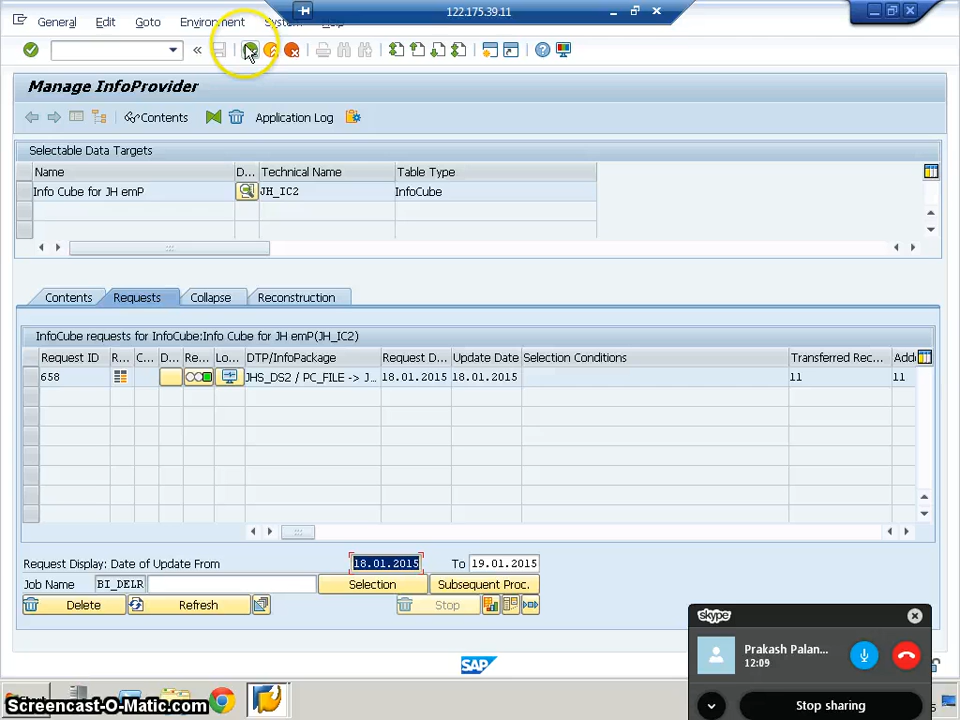 122.175.39.11
General Edit Goto Environment
Manage InfoProvider
Contents Application Log
Selectable Data Targets
Name D... Technical Name Table Type
Info Cube for JH emP JH_IC2 InfoCube
Contents Requests Collapse Reconstruction
InfoCube requests for InfoCube:Info Cube for JH emP(JH_IC2)
Request ID R... C... D... Re... Lo... DTP/InfoPackage Request D... Update Date Selection Conditions Transferred Rec... Add
658 JHS_DS2 / PC_FILE -> J... 18.01.2015 18.01.2015 11 11
Request Display: Date of Update From 18.01.2015 To 19.01.2015
Job Name BI_DELR Selection Subsequent Proc.
Delete Refresh Stop
skype
Prakash Palan...
12:09
Stop sharing
SAP
Screencast-O-Matic.com